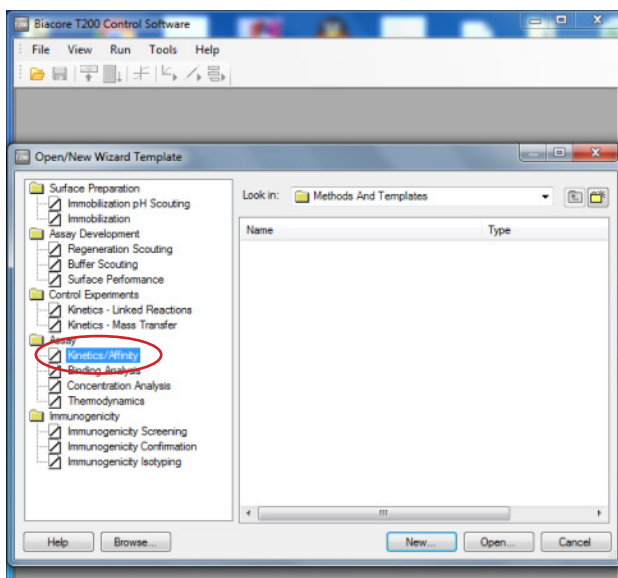 Biacore T200 Control Software
File View Run Tools Help
Open/New Wizard Template
Surface Preparation
Immobilization pH Scouting
Immobilization
Assay Development
Regeneration Scouting
Buffer Scouting
Surface Performance
Control Experiments
Kinetics - Linked Reactions
Kinetics - Mass Transfer
Assay
Kinetics/Affinity
Binding Analysis
Concentration Analysis
Thermodynamics
Immunogenicity
Immunogenicity Screening
Immunogenicity Confirmation
Immunogenicity Isotyping
Look in: Methods And Templates
Name Type
Help Browse... New... Open... Cancel